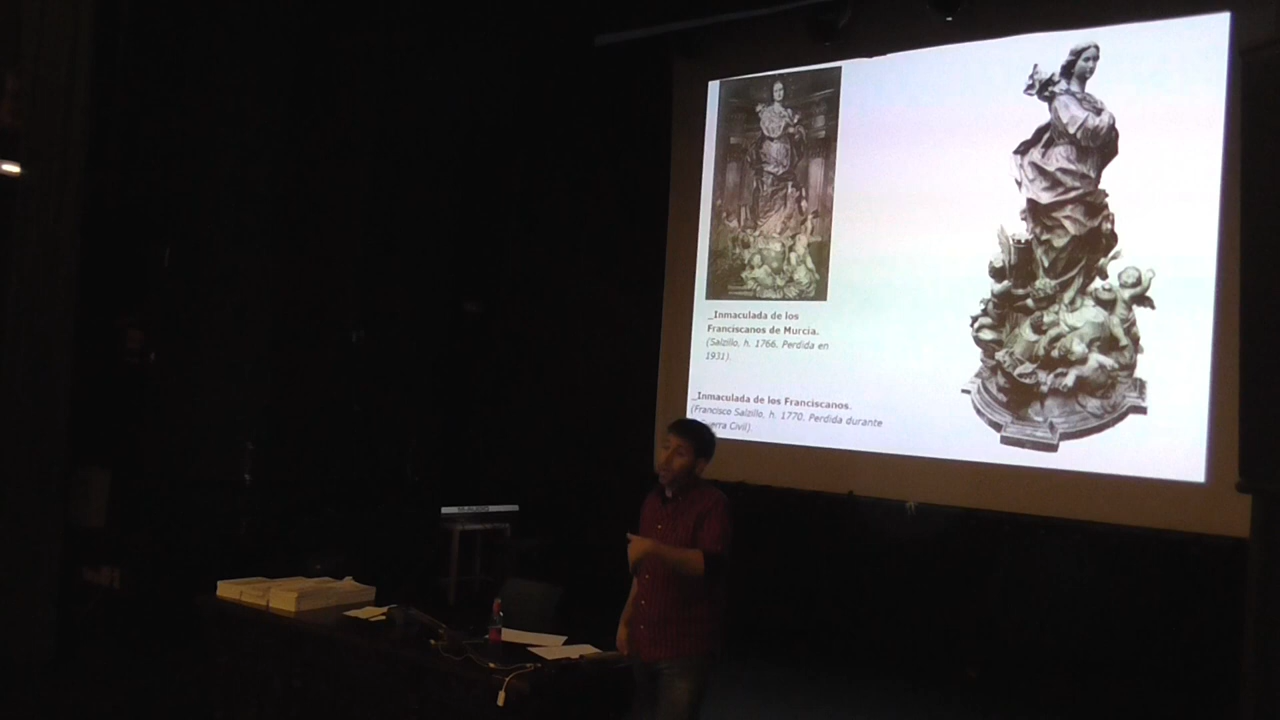 _Inmaculada de los
Franciscanos de Murcia.
(Salzillo, h. 1766. Perdida en
1931).
_Inmaculada de los Franciscanos.
(Francisco Salzillo, h. 1770. Perdida durante
Civil).